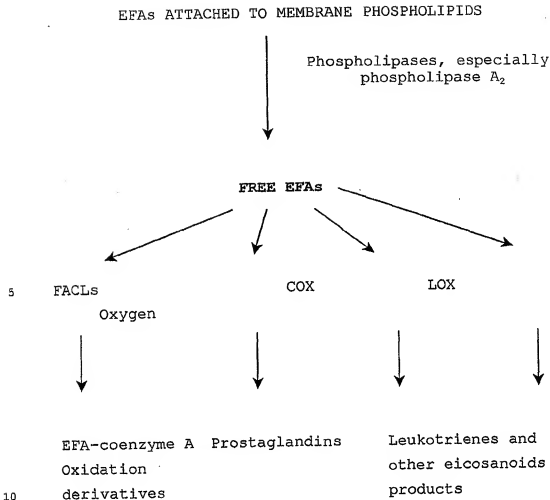 EFAs ATTACHED TO MEMBRANE PHOSPHOLIPIDS
Phospholipases, especially
phospholipase A₂
FREE EFAs
5 FACLs COX LOX
Oxygen
EFA-coenzyme A Prostaglandins Leukotrienes and
Oxidation other eicosanoids
10 derivatives products